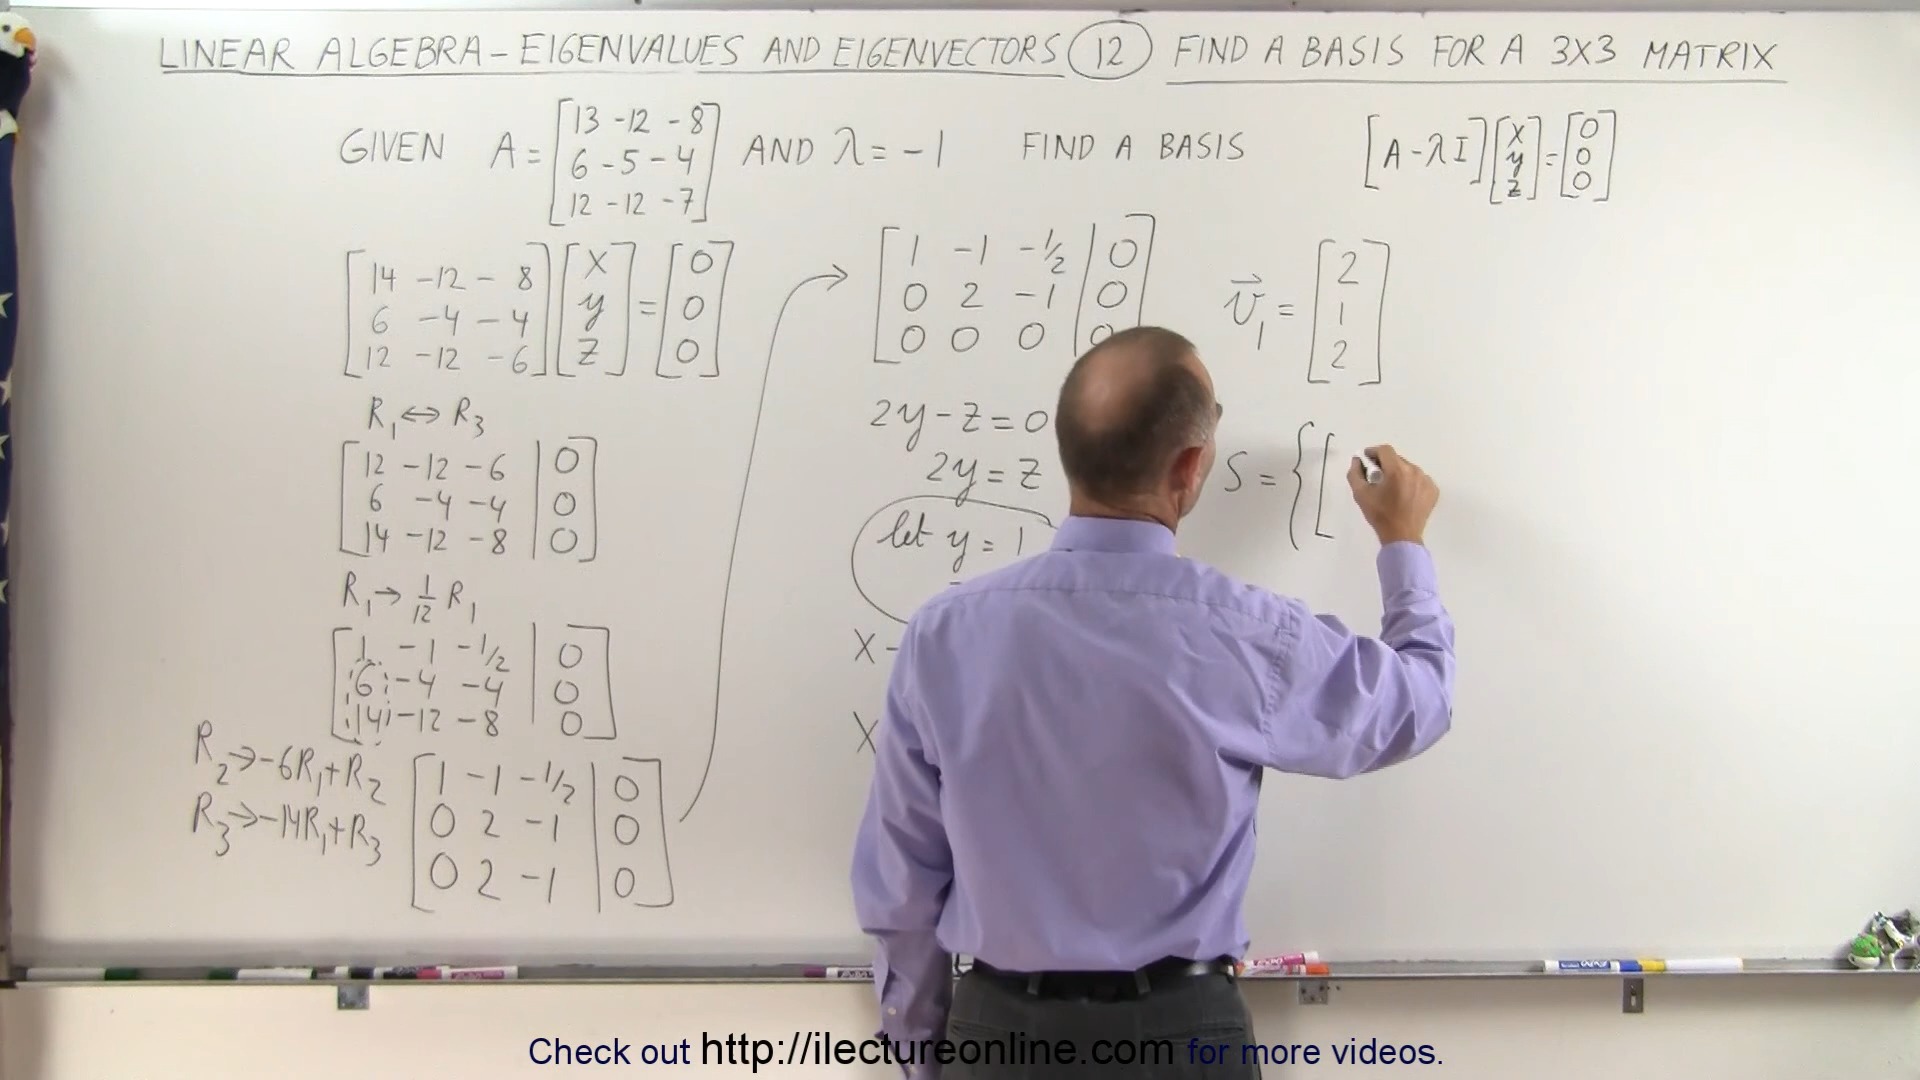 LINEAR ALGEBRA - EIGENVALUES AND EIGENVECTORS 12 FIND A BASIS FOR A 3X3 MATRIX
GIVEN A = [13 -12 -8
6 -5 -4
12 -12 -7] AND λ = -1 FIND A BASIS
[A - λI] [x y z] = [0 0 0]
[14 -12 -8
6 -4 -4
12 -12 -6] [x y z] = [0 0 0]
R1 ↔ R3
[12 -12 -6 | 0
6 -4 -4 | 0
14 -12 -8 | 0]
R1 → 1/12 R1
[1 -1 -1/2 | 0
6 -4 -4 | 0
14 -12 -8 | 0]
R2 → -6R1 + R2
R3 → -14R1 + R3
[1 -1 -1/2 | 0
0 2 -1 | 0
0 2 -1 | 0]
[1 -1 -1/2 | 0
0 2 -1 | 0
0 0 0 | 0
2y - z = 0
2y = z
let y = 1
x -
x
v1 = [2
1
2]
S = { [
Check out http://ilectureonline.com for more videos.